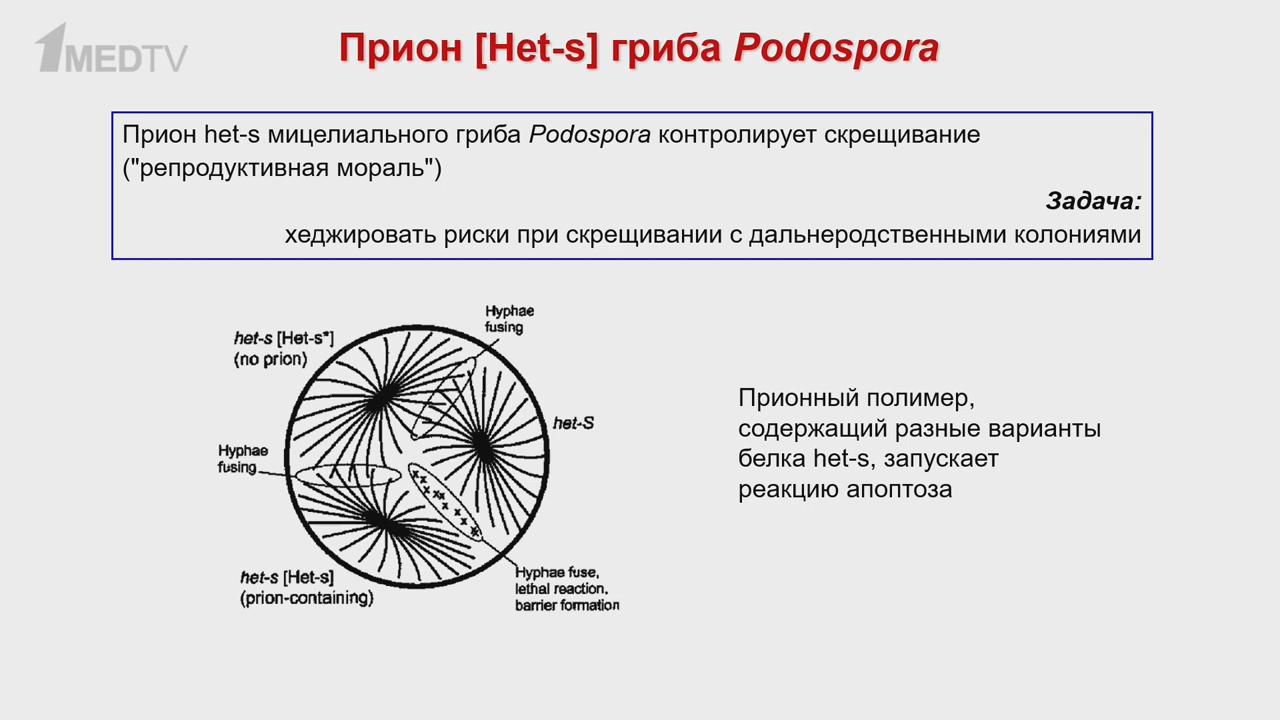 1MEDTV
Прион [Het-s] гриба Podospora
Прион het-s мицелиального гриба Podospora контролирует скрещивание
("репродуктивная мораль")
Задача:
хеджировать риски при скрещивании с дальнеродственными колониями
Hyphae
fusing
het-s [Het-s*]
(no prion)
het-S
Hyphae
fusing
het-s [Het-s]
(prion-containing)
Hyphae fuse,
lethal reaction,
barrier formation
Прионный полимер,
содержащий разные варианты
белка het-s, запускает
реакцию апоптоза